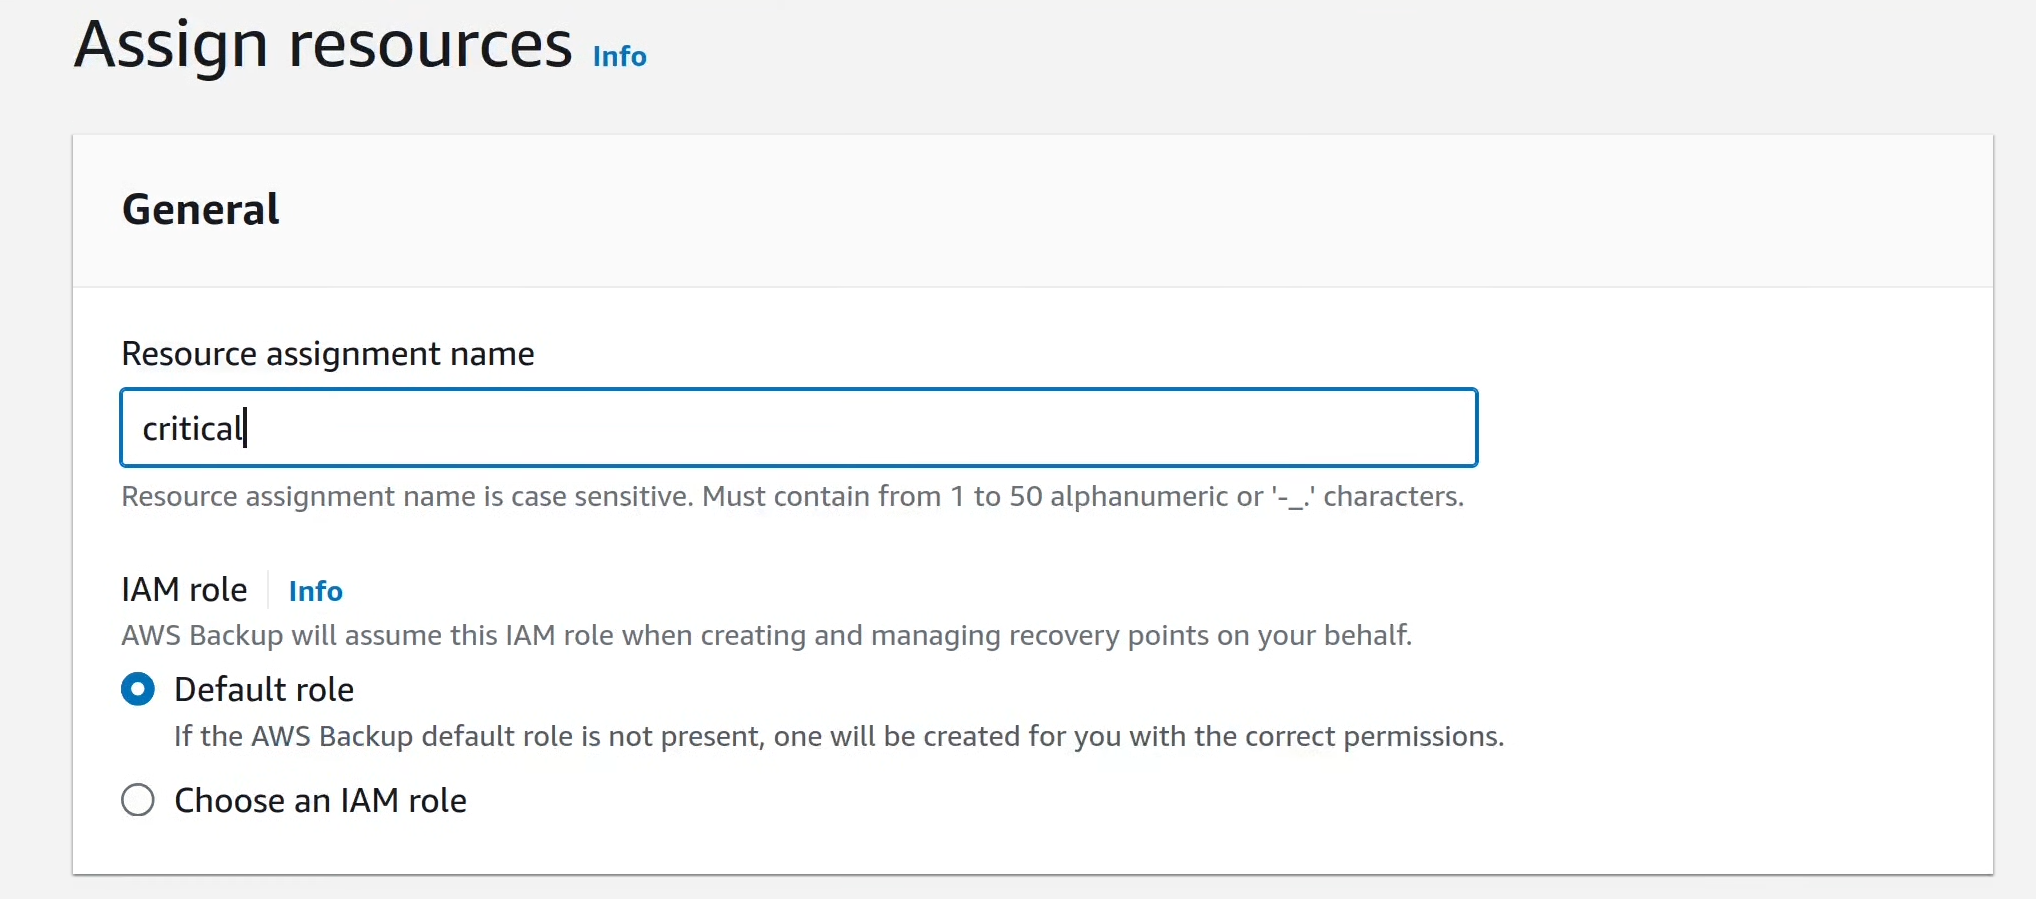 Assign resources Info
General
Resource assignment name
critical
Resource assignment name is case sensitive. Must contain from 1 to 50 alphanumeric or '-_.' characters.
IAM role Info
AWS Backup will assume this IAM role when creating and managing recovery points on your behalf.
Default role
If the AWS Backup default role is not present, one will be created for you with the correct permissions.
Choose an IAM role